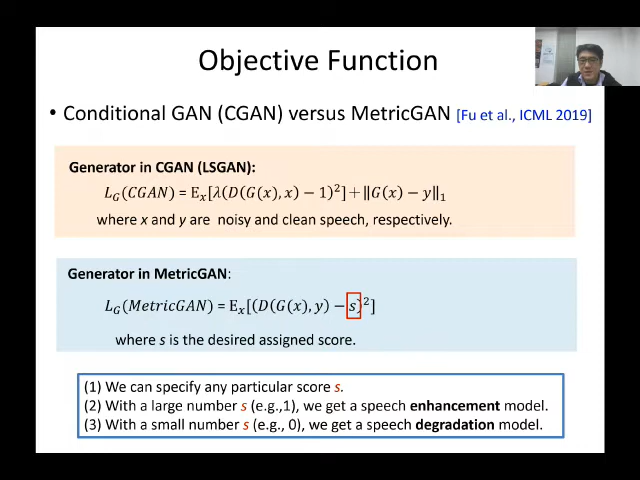 Objective Function
• Conditional GAN (CGAN) versus MetricGAN [Fu et al., ICML 2019]
Generator in CGAN (LSGAN):
L_G(CGAN) = E_x[λ(D(G(x), x) − 1)²] + ‖G(x) − y‖₁
where x and y are noisy and clean speech, respectively.
Generator in MetricGAN:
L_G(MetricGAN) = E_x[(D(G(x), y) − s)²]
where s is the desired assigned score.
(1) We can specify any particular score s.
(2) With a large number s (e.g.,1), we get a speech enhancement model.
(3) With a small number s (e.g., 0), we get a speech degradation model.